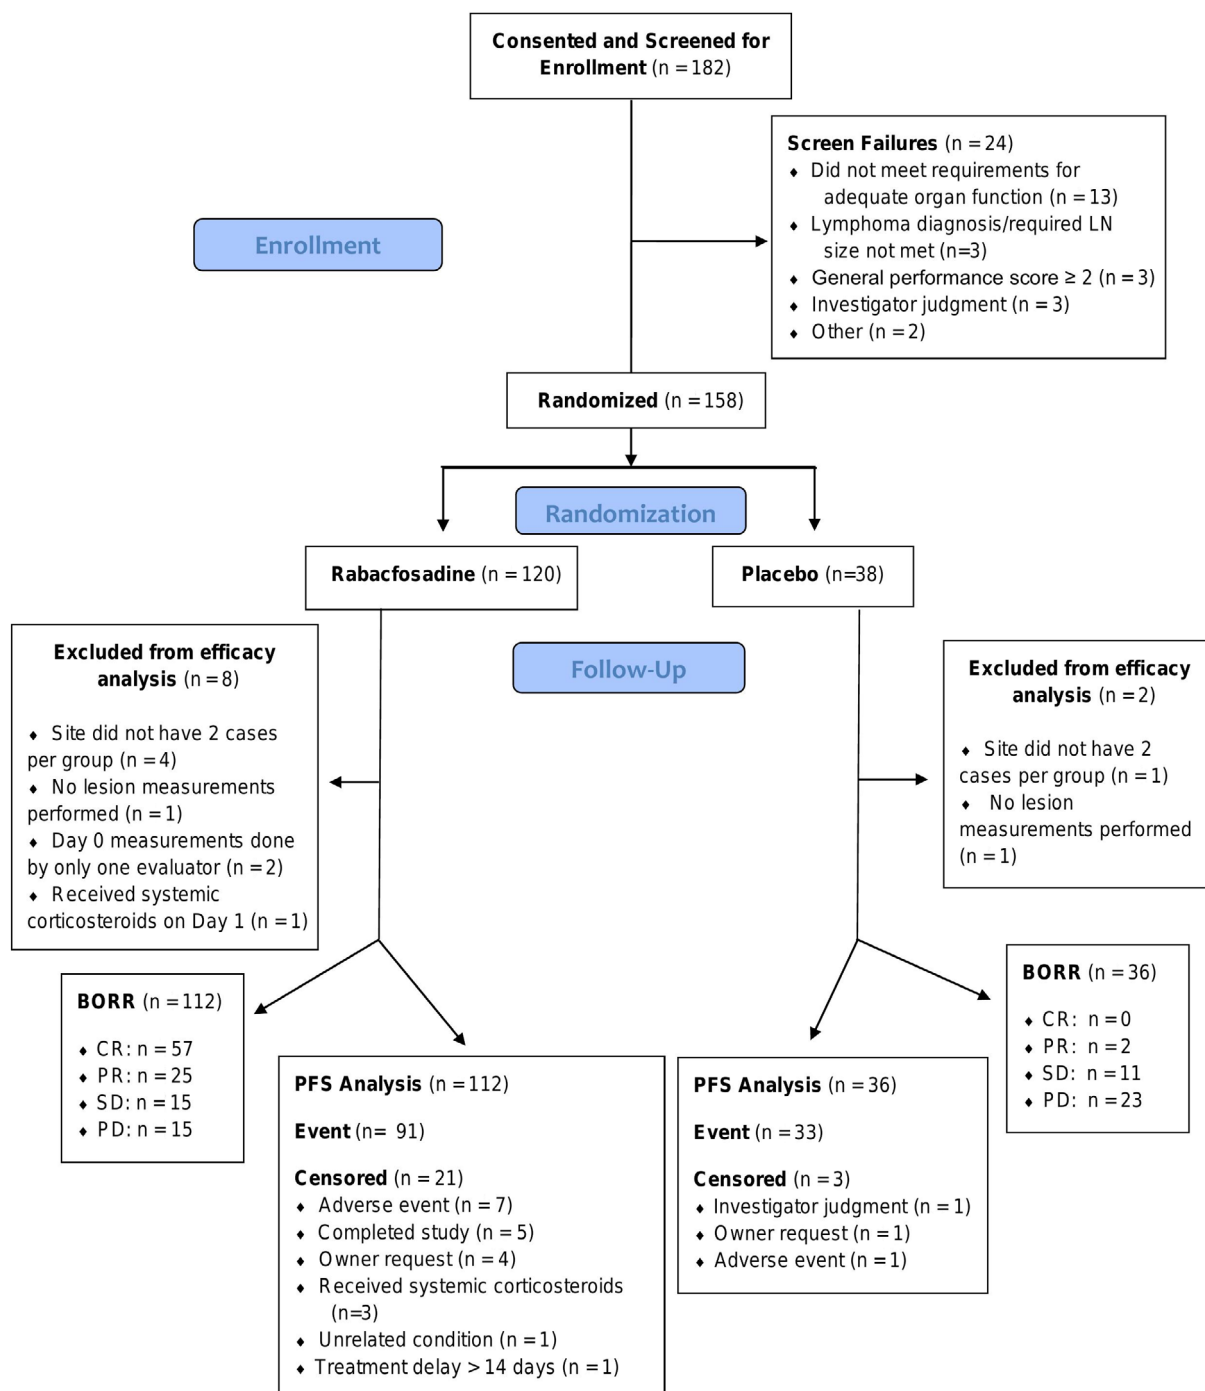 Consented and Screened for
Enrollment (n = 182)
Screen Failures (n = 24)
♦ Did not meet requirements for
adequate organ function (n = 13)
♦ Lymphoma diagnosis/required LN
size not met (n=3)
♦ General performance score ≥ 2 (n = 3)
♦ Investigator judgment (n = 3)
♦ Other (n = 2)
Enrollment
Randomized (n = 158)
Randomization
Rabacfosadine (n = 120)
Placebo (n=38)
Follow-Up
Excluded from efficacy
analysis (n = 8)
♦ Site did not have 2 cases
per group (n = 4)
♦ No lesion measurements
performed (n = 1)
♦ Day 0 measurements done
by only one evaluator (n = 2)
♦ Received systemic
corticosteroids on Day 1 (n = 1)
Excluded from efficacy
analysis (n = 2)
♦ Site did not have 2
cases per group (n = 1)
♦ No lesion
measurements performed
(n = 1)
BORR (n = 112)
♦ CR: n = 57
♦ PR: n = 25
♦ SD: n = 15
♦ PD: n = 15
PFS Analysis (n = 112)
Event (n= 91)
Censored (n = 21)
♦ Adverse event (n = 7)
♦ Completed study (n = 5)
♦ Owner request (n = 4)
♦ Received systemic corticosteroids
(n=3)
♦ Unrelated condition (n = 1)
♦ Treatment delay > 14 days (n = 1)
PFS Analysis (n = 36)
Event (n = 33)
Censored (n = 3)
♦ Investigator judgment (n = 1)
♦ Owner request (n = 1)
♦ Adverse event (n = 1)
BORR (n = 36)
♦ CR: n = 0
♦ PR: n = 2
♦ SD: n = 11
♦ PD: n = 23